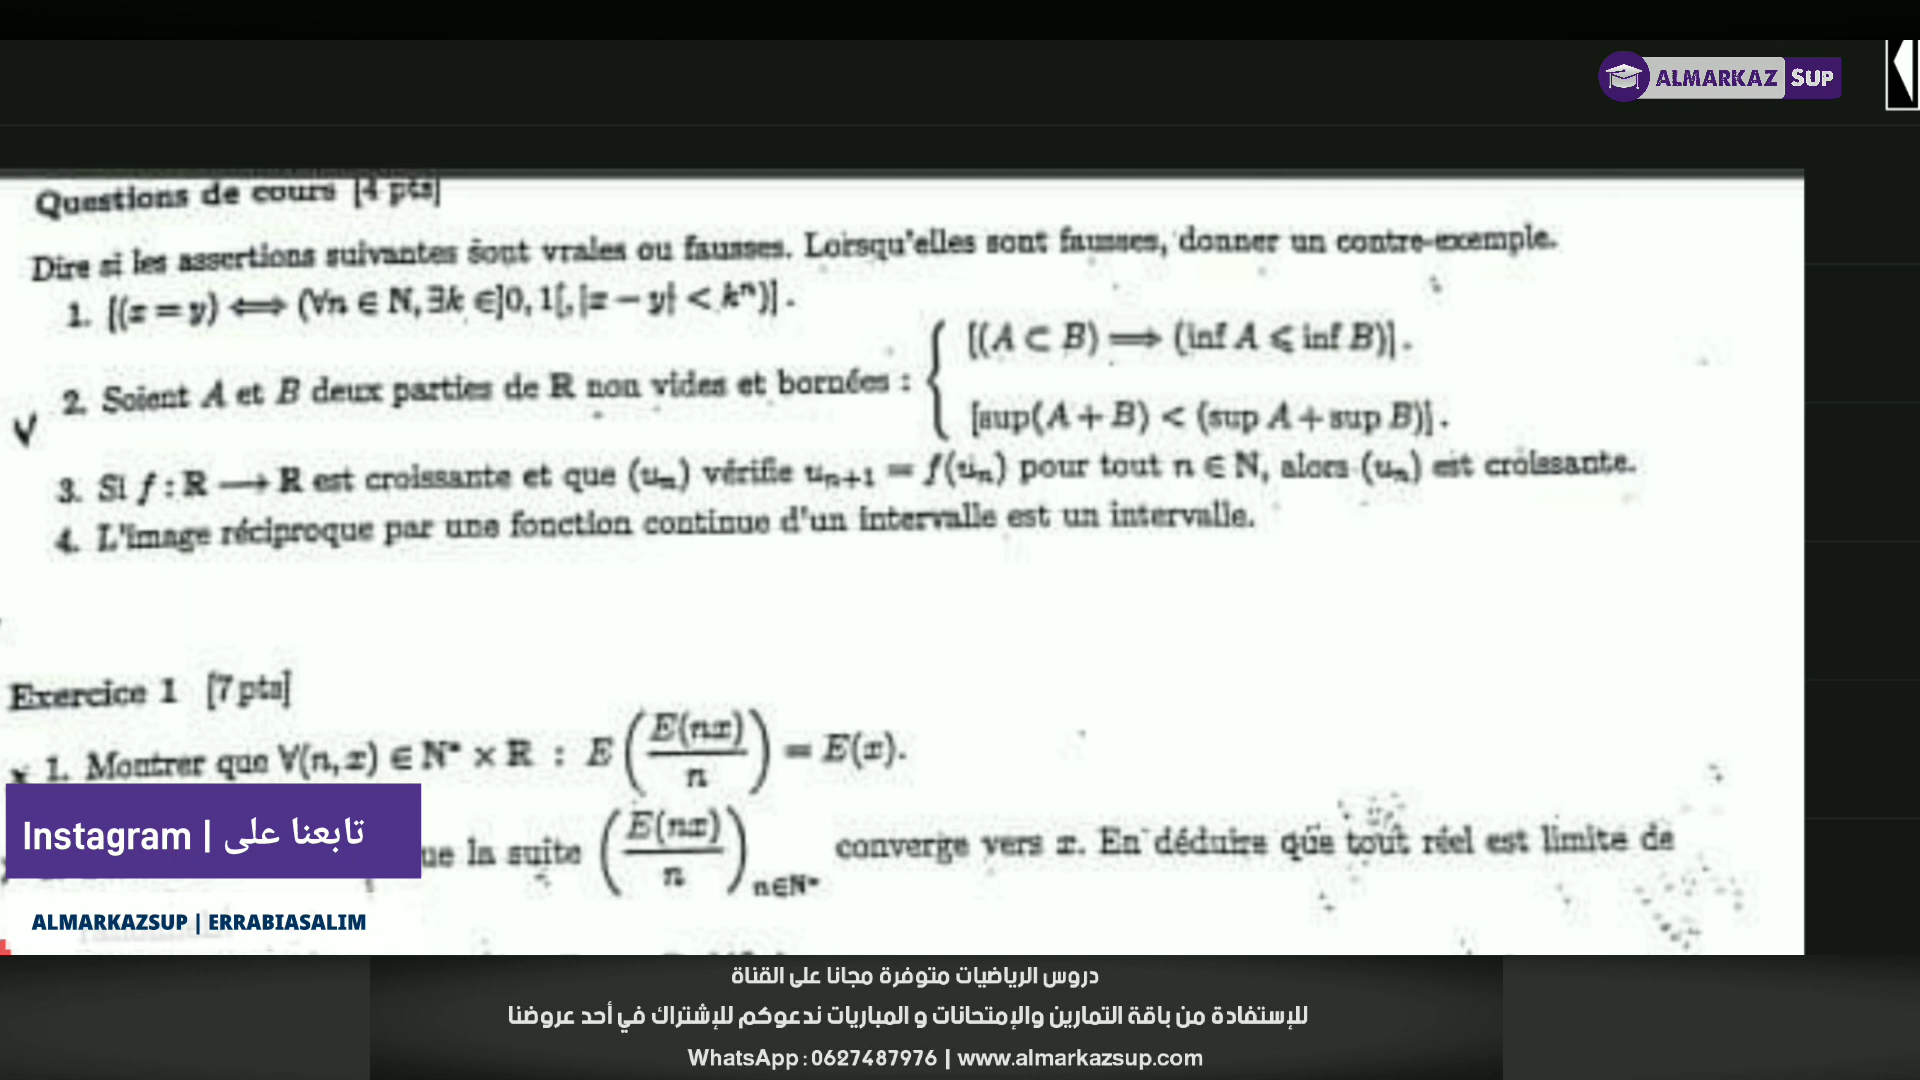 ALMARKAZ SUP
Questions de cours [4 pts]
Dire si les assertions suivantes sont vraies ou fausses. Lorsqu'elles sont fausses, donner un contre-exemple.
1. [(x = y) ⟺ (∀n ∈ N, ∃k ∈]0, 1[, |x − y| < kⁿ)].
2. Soient A et B deux parties de R non vides et bornées : { [(A ⊂ B) ⟹ (inf A ⩽ inf B)].
[sup(A + B) < (sup A + sup B)].
3. Si f : R ⟶ R est croissante et que (uₙ) vérifie uₙ₊₁ = f(uₙ) pour tout n ∈ N, alors (uₙ) est croissante.
4. L'image réciproque par une fonction continue d'un intervalle est un intervalle.
Exercice 1 [7 pts]
1. Montrer que ∀(n, x) ∈ N* × R : E(E(nx)/n) = E(x).
ue la suite (E(nx)/n)n∈N* converge vers x. En déduire que tout réel est limite de
Instagram | تابعنا على
ALMARKAZSUP | ERRABIASALIM
دروس الرياضيات متوفرة مجانا على القناة
للإستفادة من باقة التمارين والإمتحانات و المباريات ندعوكم للإشتراك في أحد عروضنا
WhatsApp : 0627487976 | www.almarkazsup.com